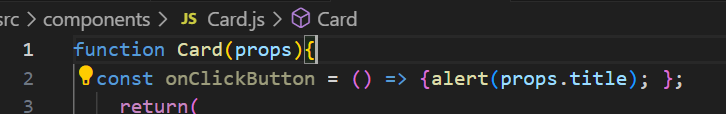 src > components > JS Card.js > Card
1 function Card(props){
2 const onClickButton = () => {alert(props.title); };
3 return(